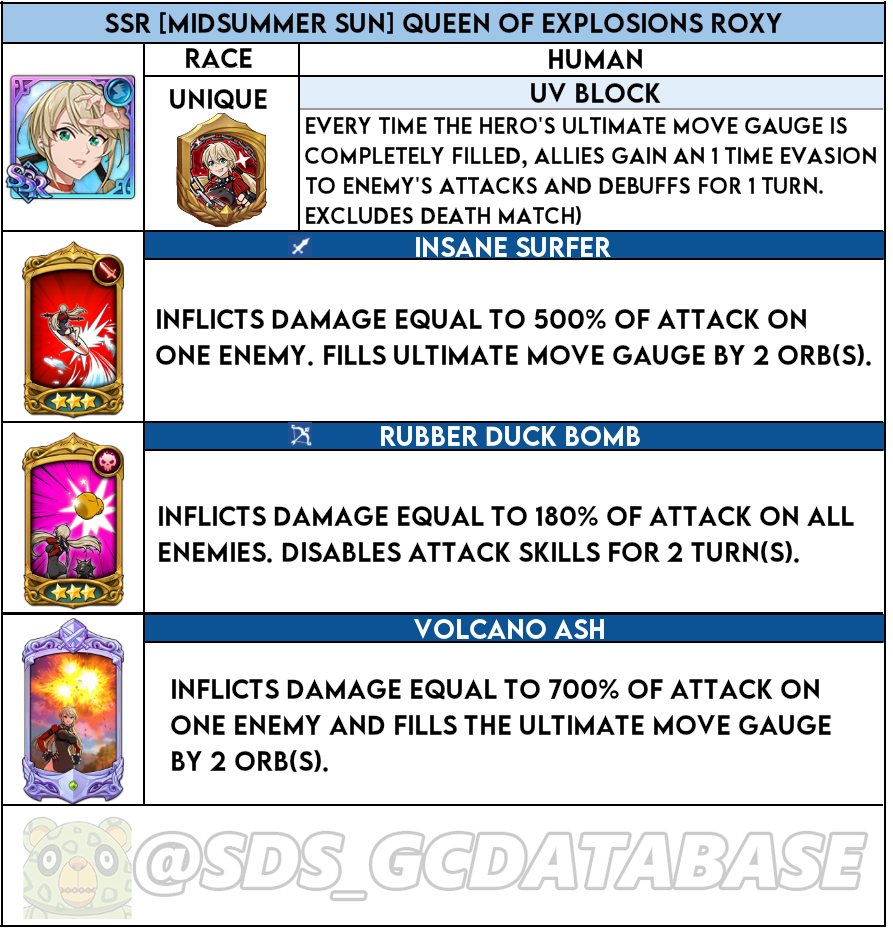 SSR [MIDSUMMER SUN] QUEEN OF EXPLOSIONS ROXY
RACE
HUMAN
SSR
UNIQUE
UV BLOCK
EVERY TIME THE HERO'S ULTIMATE MOVE GAUGE IS
COMPLETELY FILLED, ALLIES GAIN AN 1 TIME EVASION
TO ENEMY'S ATTACKS AND DEBUFFS FOR 1 TURN.
EXCLUDES DEATH MATCH)
INSANE SURFER
INFLICTS DAMAGE EQUAL TO 500% OF ATTACK ON
ONE ENEMY. FILLS ULTIMATE MOVE GAUGE BY 2 ORB(S).
RUBBER DUCK BOMB
INFLICTS DAMAGE EQUAL TO 180% OF ATTACK ON ALL
ENEMIES. DISABLES ATTACK SKILLS FOR 2 TURN(S).
VOLCANO ASH
INFLICTS DAMAGE EQUAL TO 700% OF ATTACK ON
ONE ENEMY AND FILLS THE ULTIMATE MOVE GAUGE
BY 2 ORB(S).
@SDS_GCDATABASE